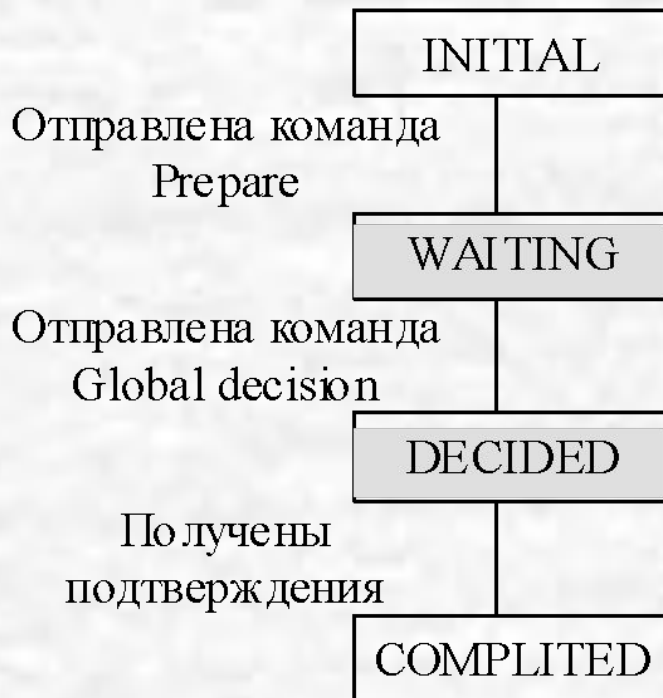 INITIAL
Отправлена команда
Prepare
WAITING
Отправлена команда
Global decision
DECIDED
Получены
подтверждения
COMPLITED